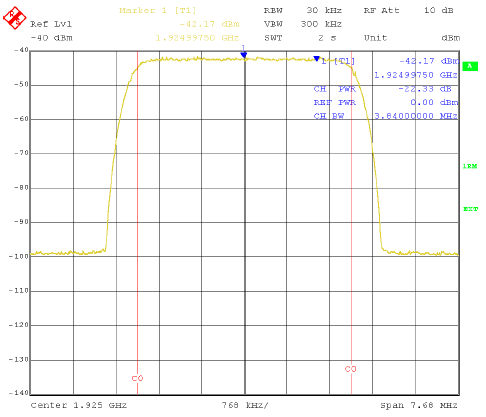 Marker 1 [T1] RBW 30 kHz RF Att 10 dB
Ref Lvl -42.17 dBm VBW 300 kHz
-40 dBm 1.92499750 GHz SWT 2 s Unit dBm
-40
1
1 [T1] -42.17 dBm
A
1.92499750 GHz
-50
CH PWR -22.33 dB
REF PWR 0.00 dBm
CH BW 3.84000000 MHz
-60
-70
1RM
-80
EXT
-90
-100
-110
-120
-130
C0
C0
-140
Center 1.925 GHz 768 kHz/ Span 7.68 MHz